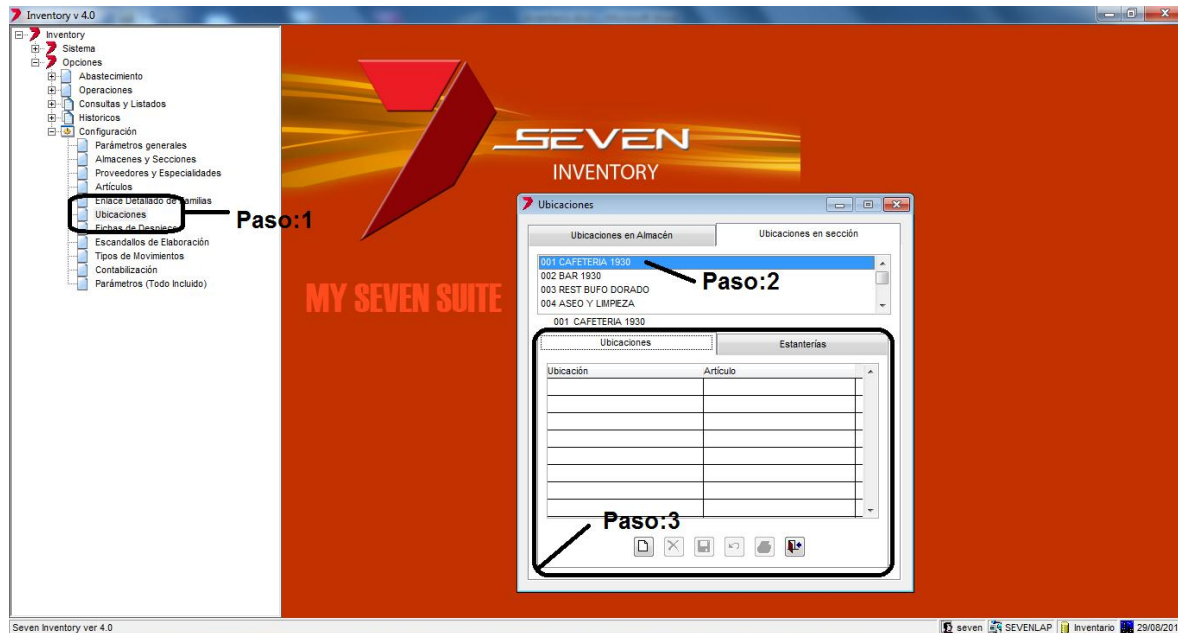 Inventory v 4.0
Inventory
Sistema
Opciones
Abastecimiento
Operaciones
Consultas y Listados
Historicos
Configuración
Parámetros generales
Almacenes y Secciones
Proveedores y Especialidades
Artículos
Enlace Detallado de Familias
Ubicaciones
Fichas de Despiece
Escandallos de Elaboración
Tipos de Movimientos
Contabilización
Parámetros (Todo Incluido)
Paso:1
SEVEN
INVENTORY
MY SEVEN SUITE
Ubicaciones
Ubicaciones en Almacén
Ubicaciones en sección
001 CAFETERIA 1930
002 BAR 1930
003 REST BUFO DORADO
004 ASEO Y LIMPIEZA
Paso:2
001 CAFETERIA 1930
Ubicaciones
Estanterías
Ubicación
Artículo
Paso:3
Seven Inventory ver 4.0
seven
SEVENLAP
Inventario
29/08/201